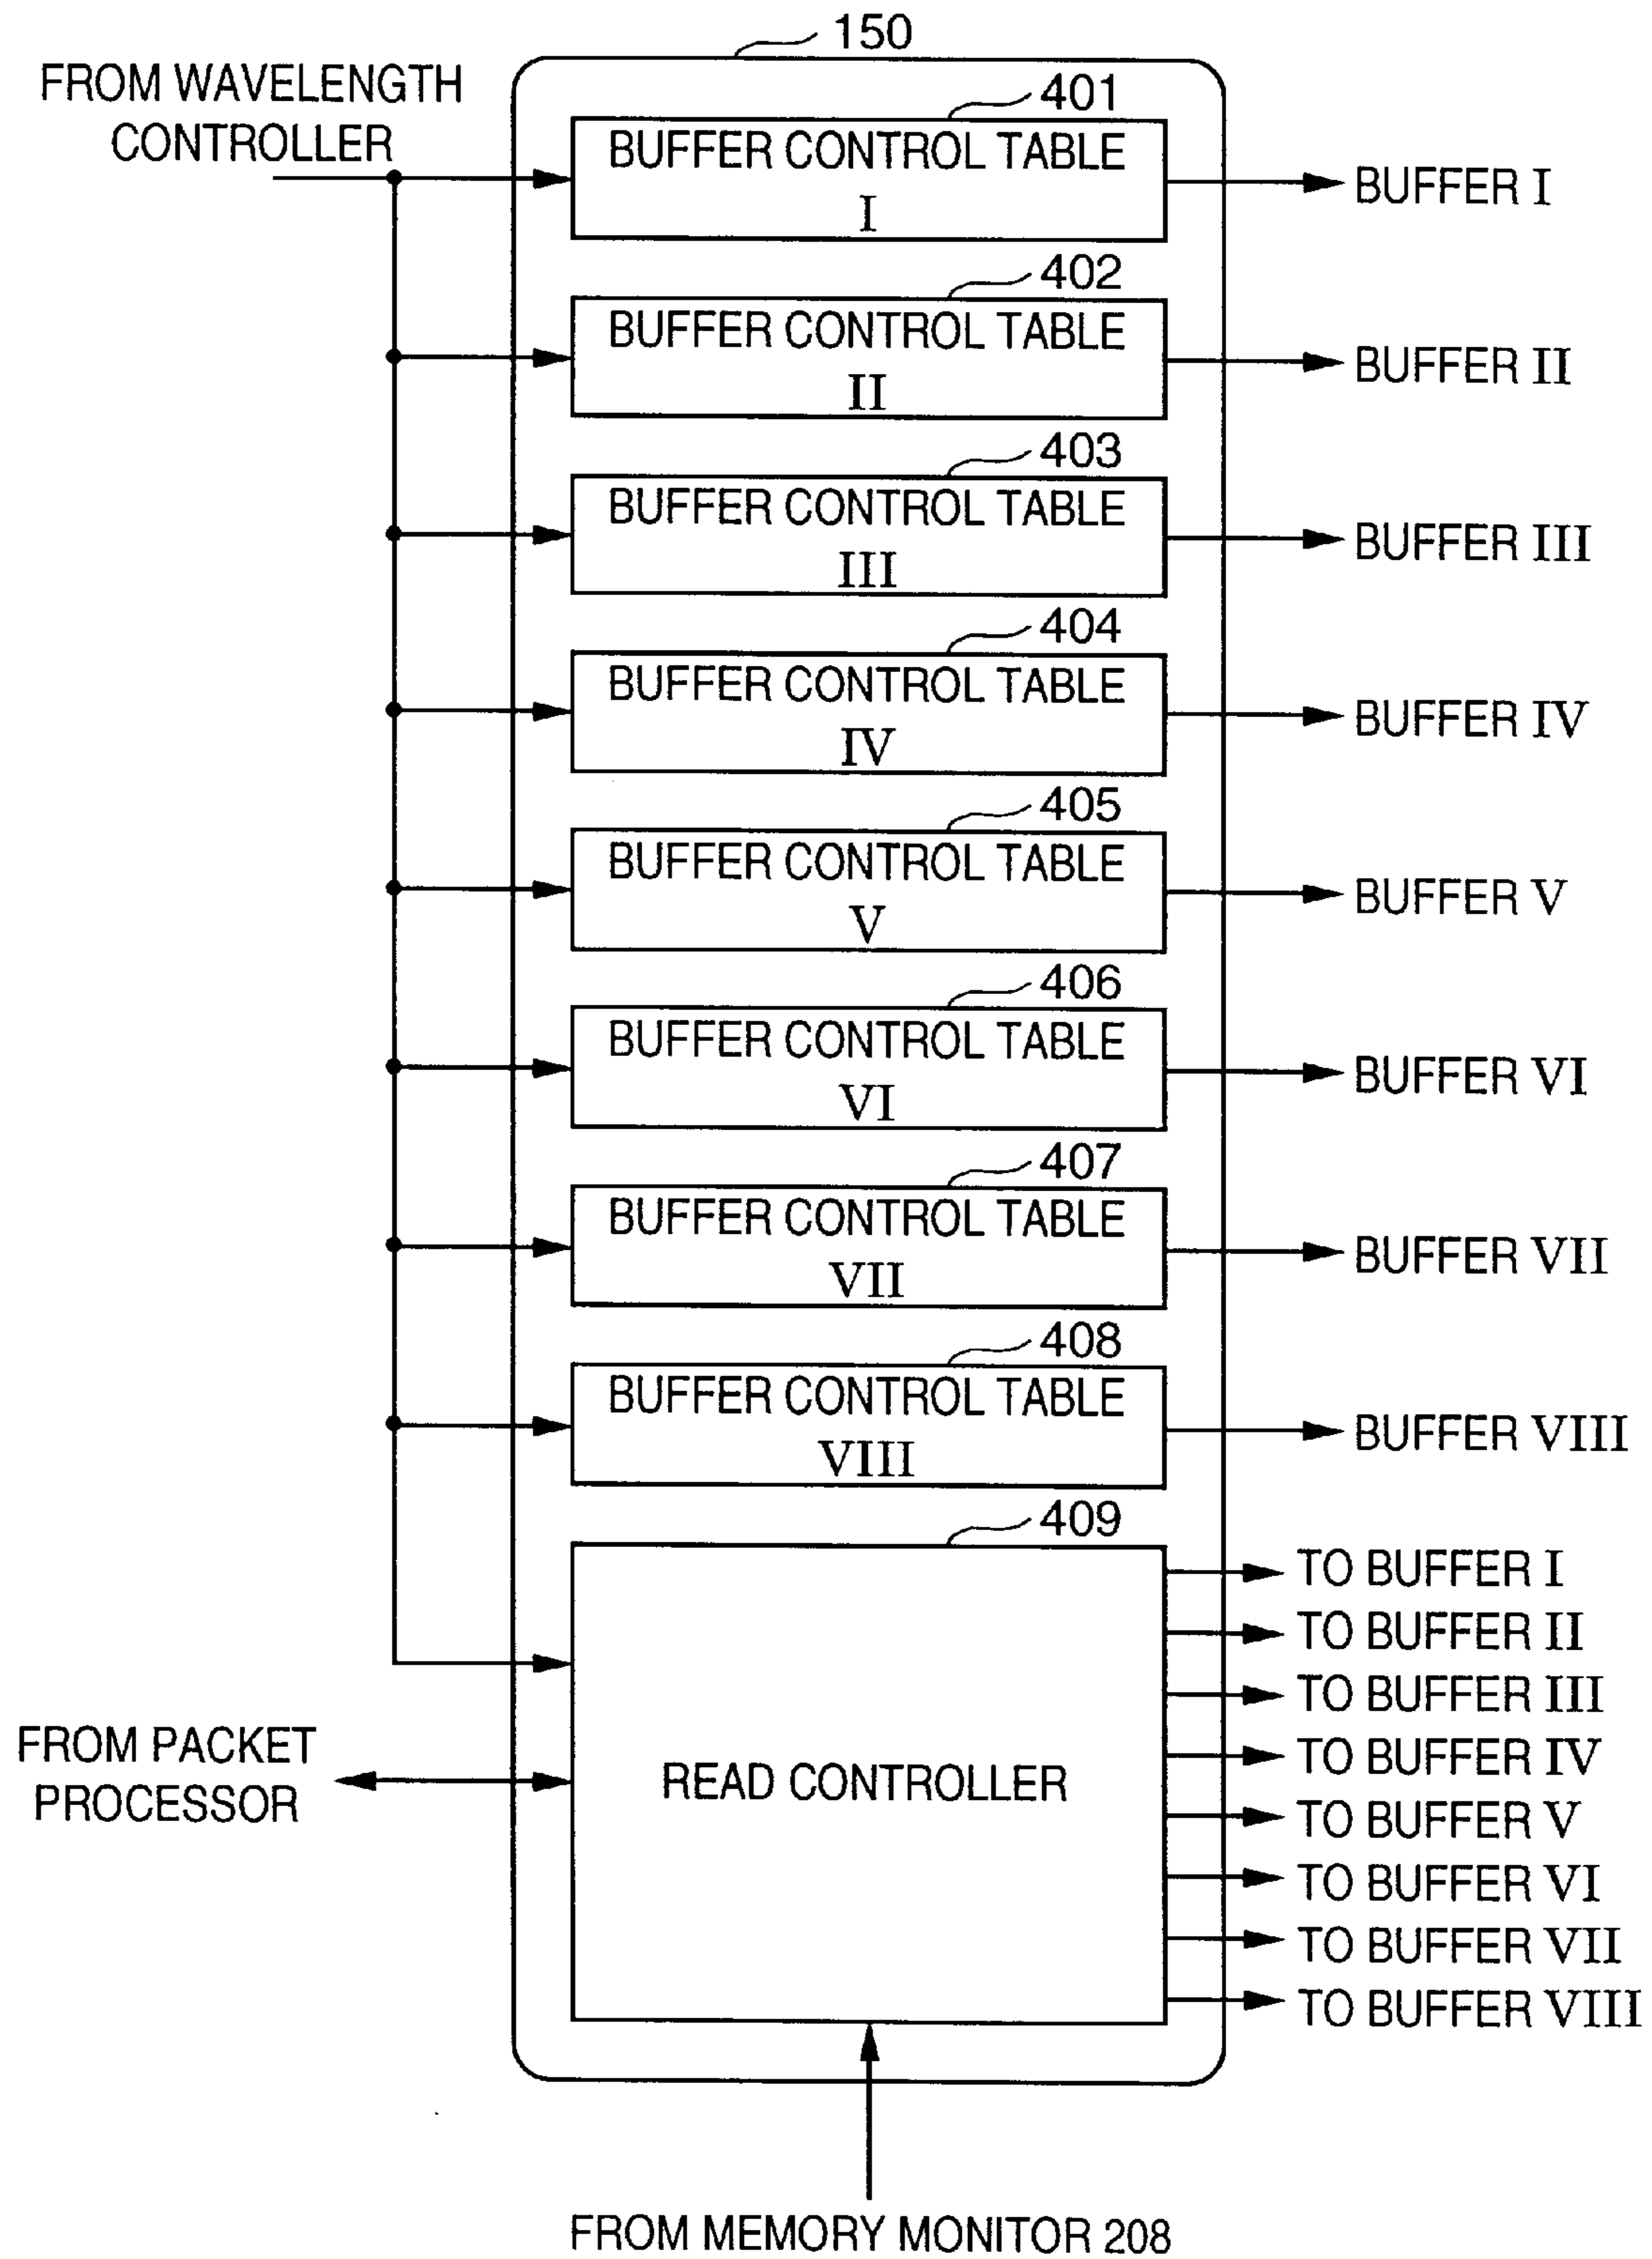 150
FROM WAVELENGTH
CONTROLLER
401
BUFFER CONTROL TABLE
I
BUFFER I
402
BUFFER CONTROL TABLE
II
BUFFER II
403
BUFFER CONTROL TABLE
III
BUFFER III
404
BUFFER CONTROL TABLE
IV
BUFFER IV
405
BUFFER CONTROL TABLE
V
BUFFER V
406
BUFFER CONTROL TABLE
VI
BUFFER VI
407
BUFFER CONTROL TABLE
VII
BUFFER VII
408
BUFFER CONTROL TABLE
VIII
BUFFER VIII
409
TO BUFFER I
TO BUFFER II
TO BUFFER III
FROM PACKET
PROCESSOR
READ CONTROLLER
TO BUFFER IV
TO BUFFER V
TO BUFFER VI
TO BUFFER VII
TO BUFFER VIII
FROM MEMORY MONITOR 208